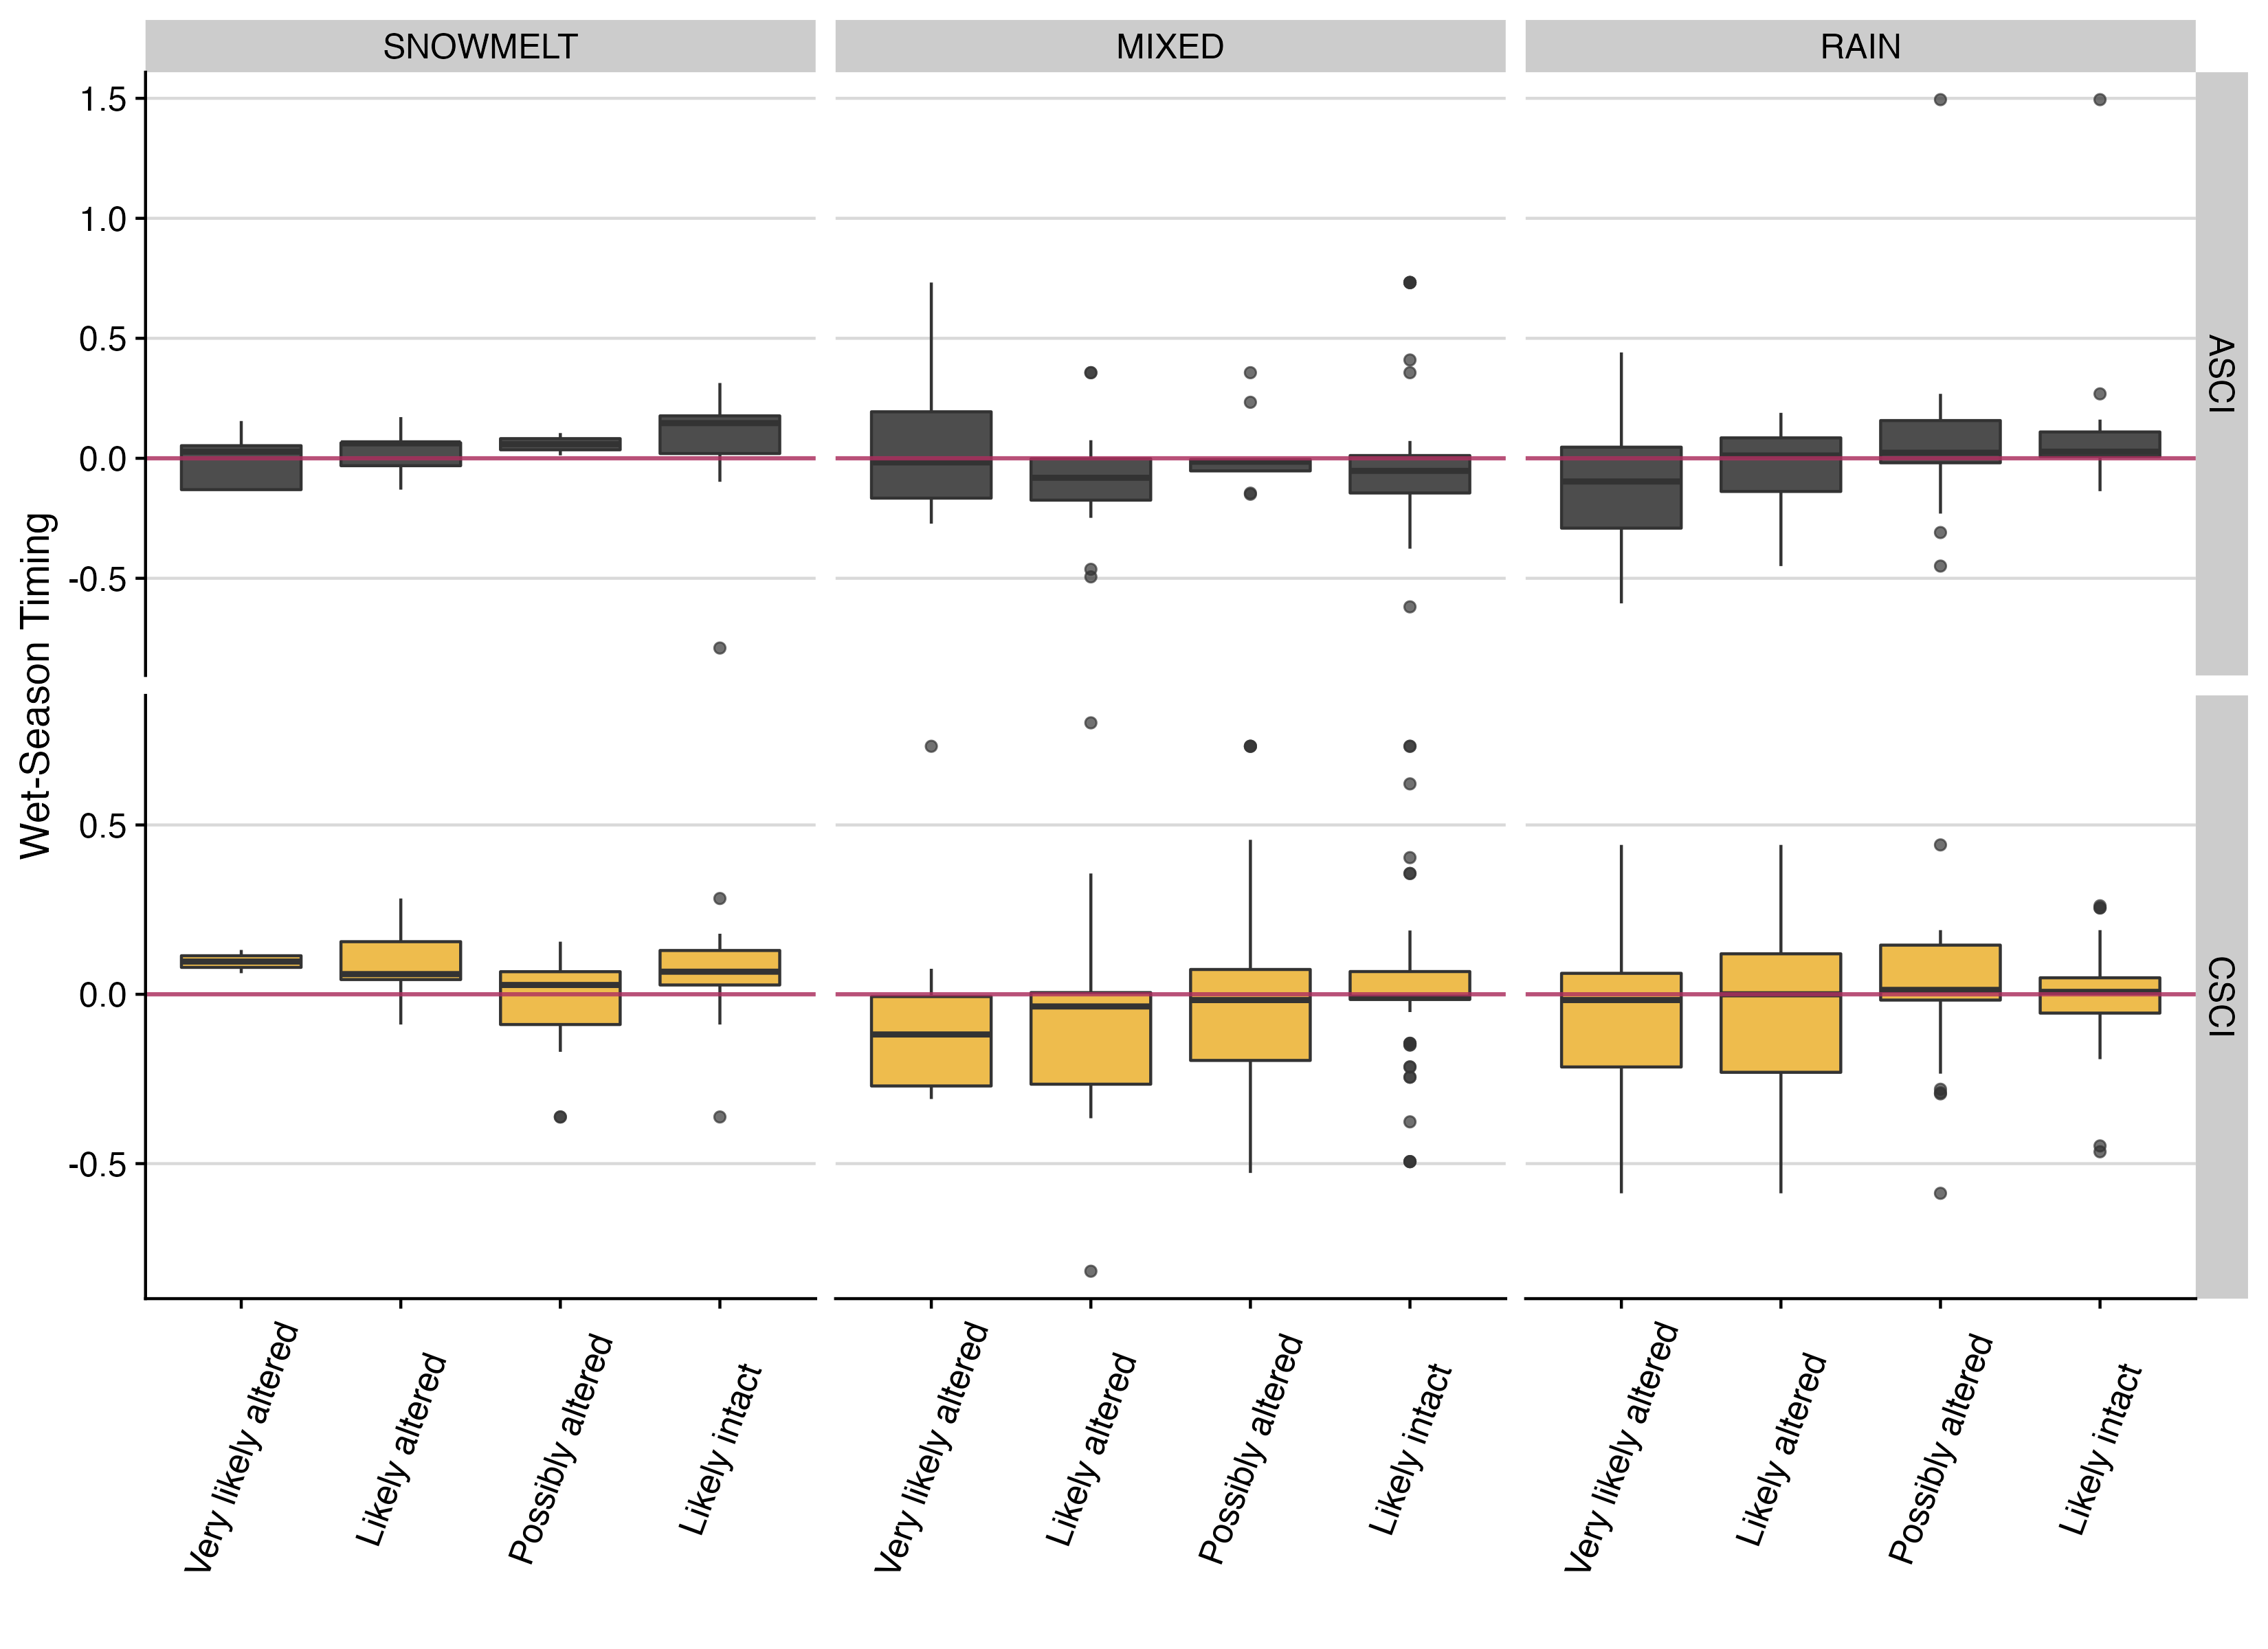 SNOWMELT
MIXED
RAIN
Wet-Season Timing
1.5
1.0
0.5
0.0
-0.5
ASCI
0.5
0.0
-0.5
CSCI
Very likely altered
Likely altered
Possibly altered
Likely intact
Very likely altered
Likely altered
Possibly altered
Likely intact
Very likely altered
Likely altered
Possibly altered
Likely intact